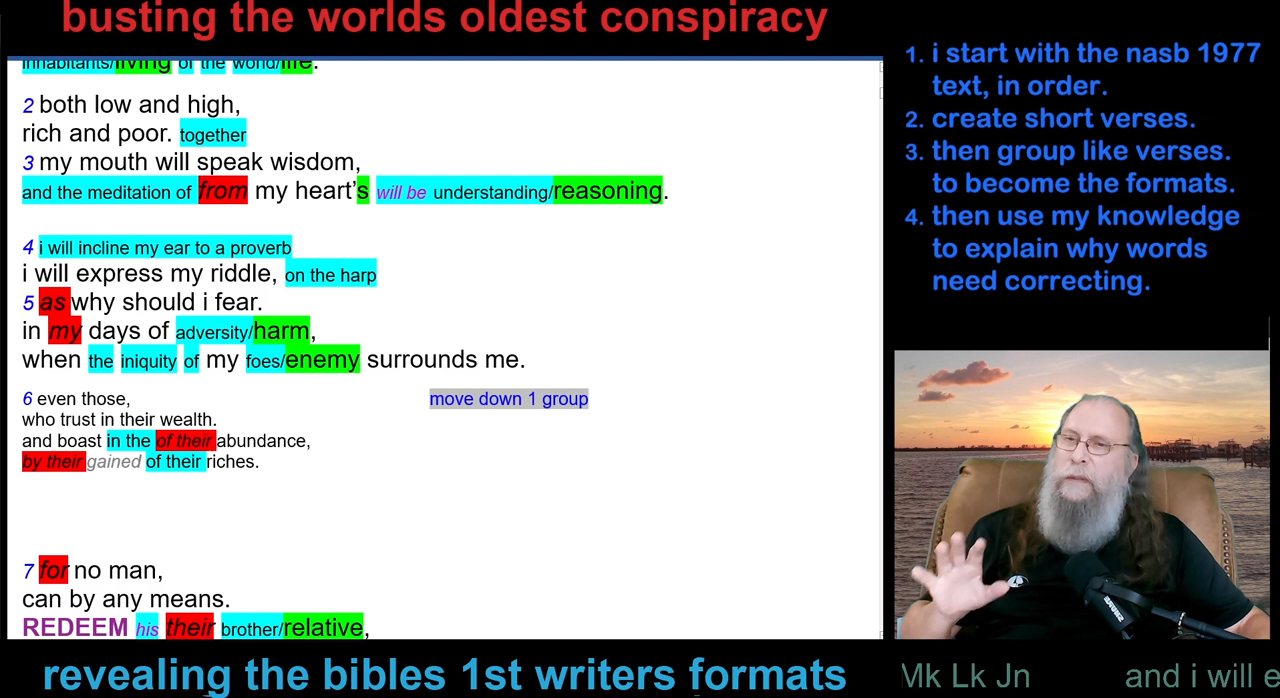 busting the worlds oldest conspiracy
inhabitants/living of the world/life.
2 both low and high,
rich and poor. together
3 my mouth will speak wisdom,
and the meditation of from my heart's will be understanding/reasoning.
4 i will incline my ear to a proverb
i will express my riddle, on the harp
5 as why should i fear.
in my days of adversity/harm,
when the iniquity of my foes/enemy surrounds me.
6 even those,
move down 1 group
who trust in their wealth.
and boast in the of their abundance,
by their gained of their riches.
7 for no man,
can by any means.
REDEEM his their brother/relative,
revealing the bibles 1st writers formats
1. i start with the nasb 1977
text, in order.
2. create short verses.
3. then group like verses.
to become the formats.
4. then use my knowledge
to explain why words
need correcting.
Mk Lk Jn and i will e